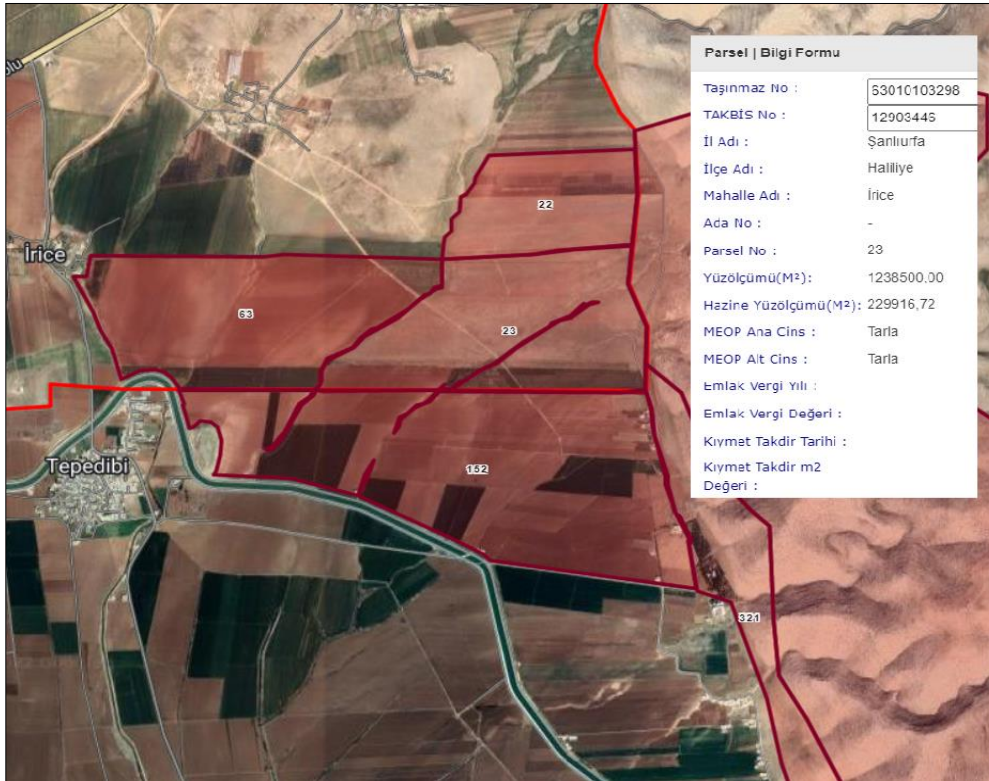 olu
22
İrice
63
23
Tepedibi
152
321
Parsel | Bilgi Formu
Taşınmaz No : 63010103298
TAKBİS No : 12903446
İl Adı : Şanlıurfa
İlçe Adı : Haliliye
Mahalle Adı : İrice
Ada No : -
Parsel No : 23
Yüzölçümü(M²): 1238500,00
Hazine Yüzölçümü(M²): 229916,72
MEOP Ana Cins : Tarla
MEOP Alt Cins : Tarla
Emlak Vergi Yılı :
Emlak Vergi Değeri :
Kıymet Takdir Tarihi :
Kıymet Takdir m2
Değeri :